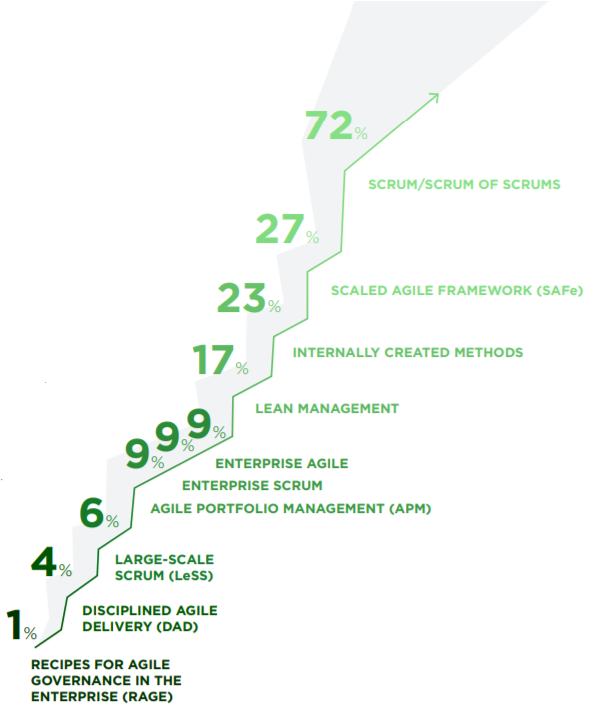 72%
SCRUM/SCRUM OF SCRUMS
27%
SCALED AGILE FRAMEWORK (SAFe)
23%
INTERNALLY CREATED METHODS
17%
LEAN MANAGEMENT
9%
ENTERPRISE AGILE
9%
ENTERPRISE SCRUM
9%
AGILE PORTFOLIO MANAGEMENT (APM)
6%
LARGE-SCALE
SCRUM (LeSS)
4%
DISCIPLINED AGILE
DELIVERY (DAD)
1%
RECIPES FOR AGILE
GOVERNANCE IN THE
ENTERPRISE (RAGE)